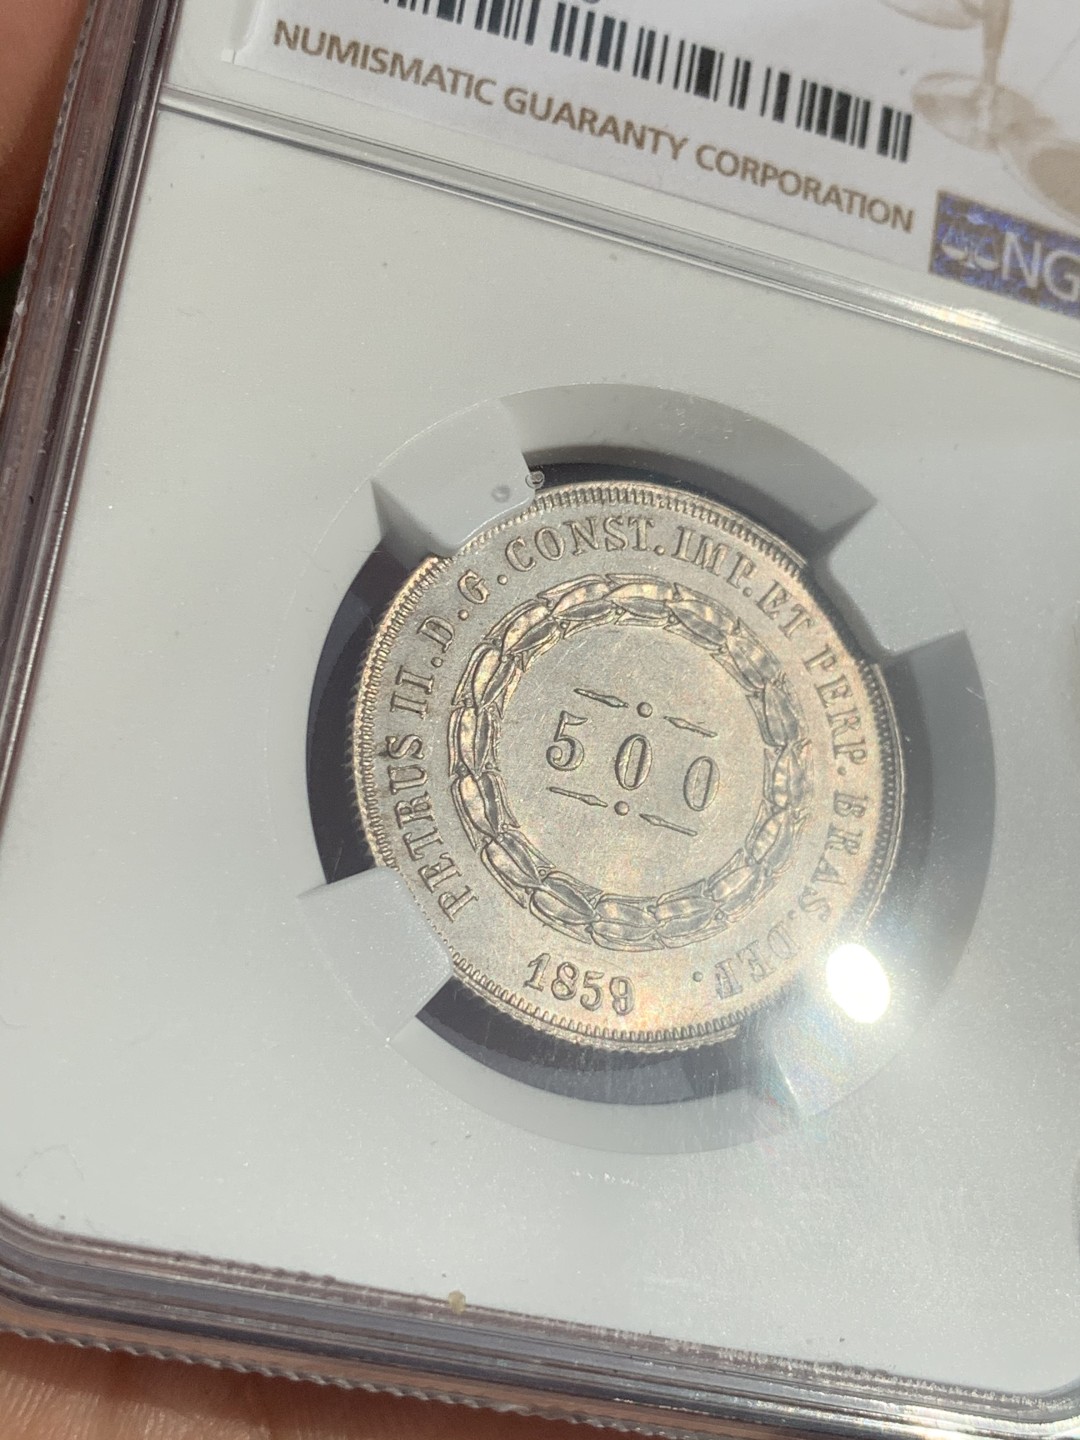 NUMISMATIC GUARANTY CORPORATION
NG
PETRUS II. D. G. CONST. IMP. ET PERP. BRAS. DEF.
500
1859